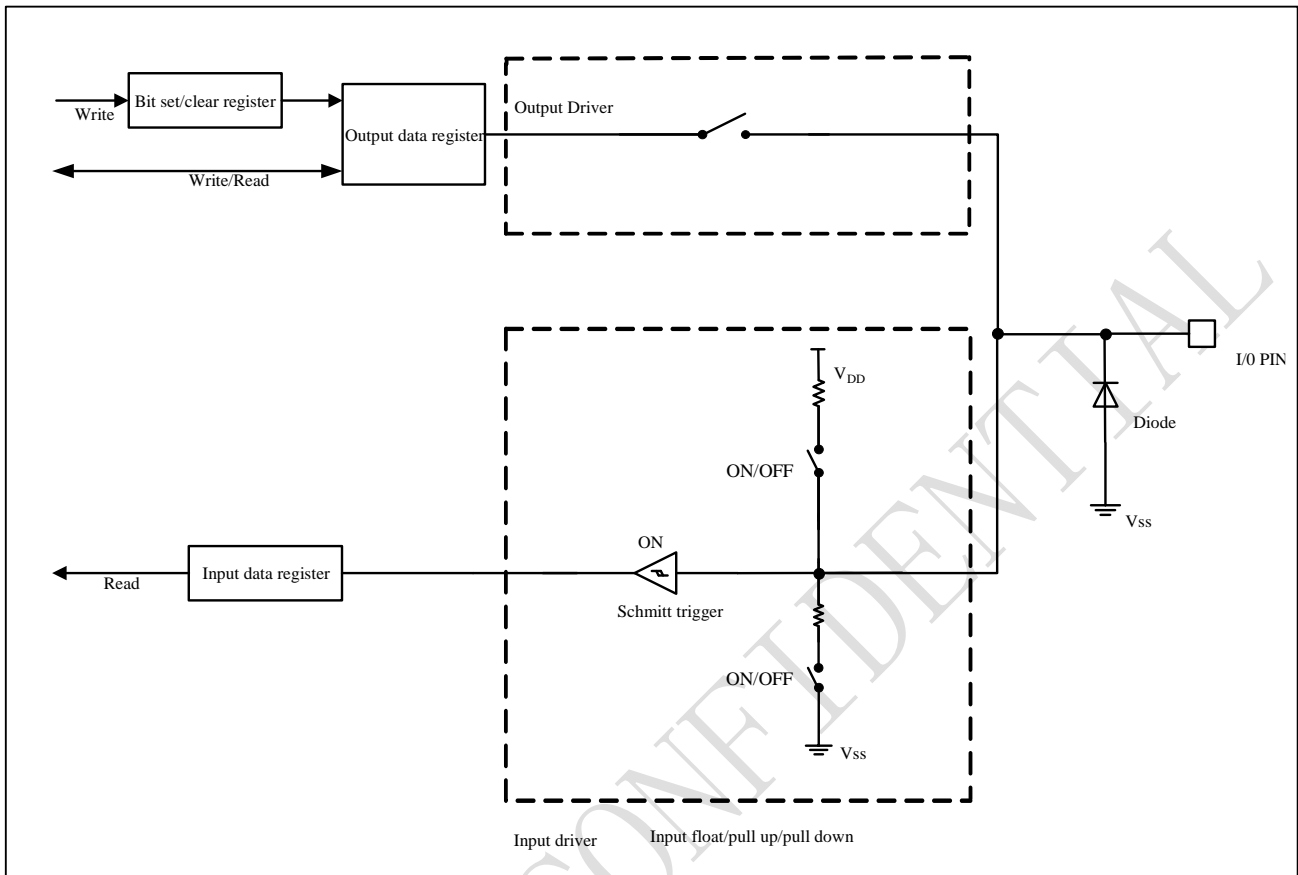 Bit set/clear register
Write
Output data register
Write/Read
Output Driver
I/0 PIN
Diode
Vss
VDD
ON/OFF
ON
Schmitt trigger
Input data register
Read
ON/OFF
Vss
Input driver
Input float/pull up/pull down
CONFIDENTIAL